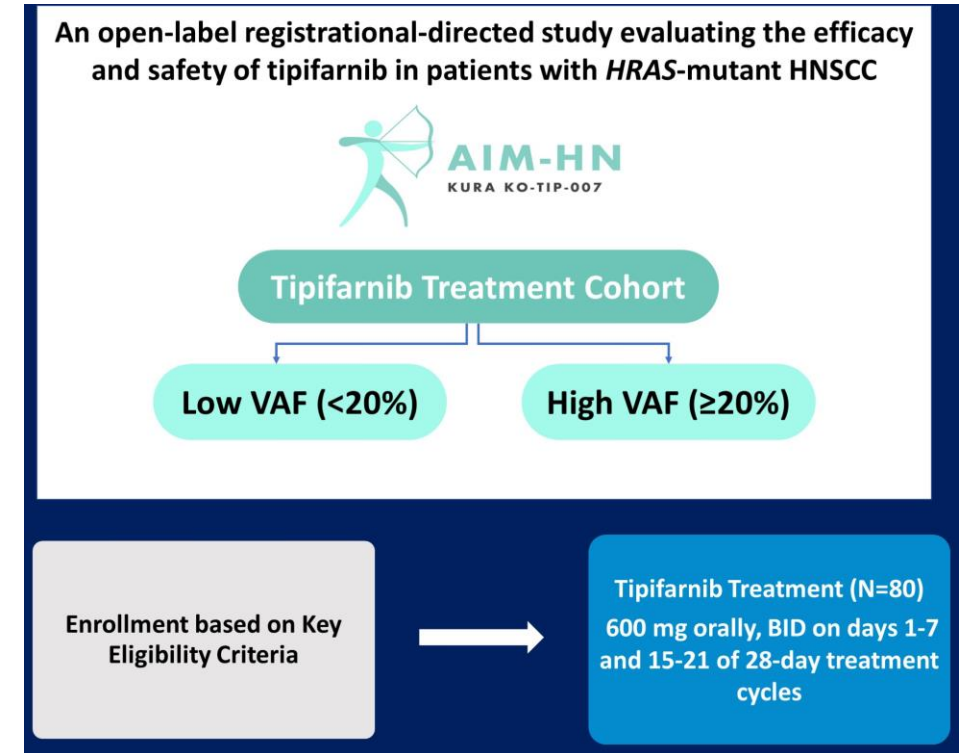 An open-label registrational-directed study evaluating the efficacy
and safety of tipifarnib in patients with HRAS-mutant HNSCC
AIM-HN
KURA KO-TIP-007
Tipifarnib Treatment Cohort
Low VAF (<20%)
High VAF (≥20%)
Enrollment based on Key
Eligibility Criteria
Tipifarnib Treatment (N=80)
600 mg orally, BID on days 1-7
and 15-21 of 28-day treatment
cycles